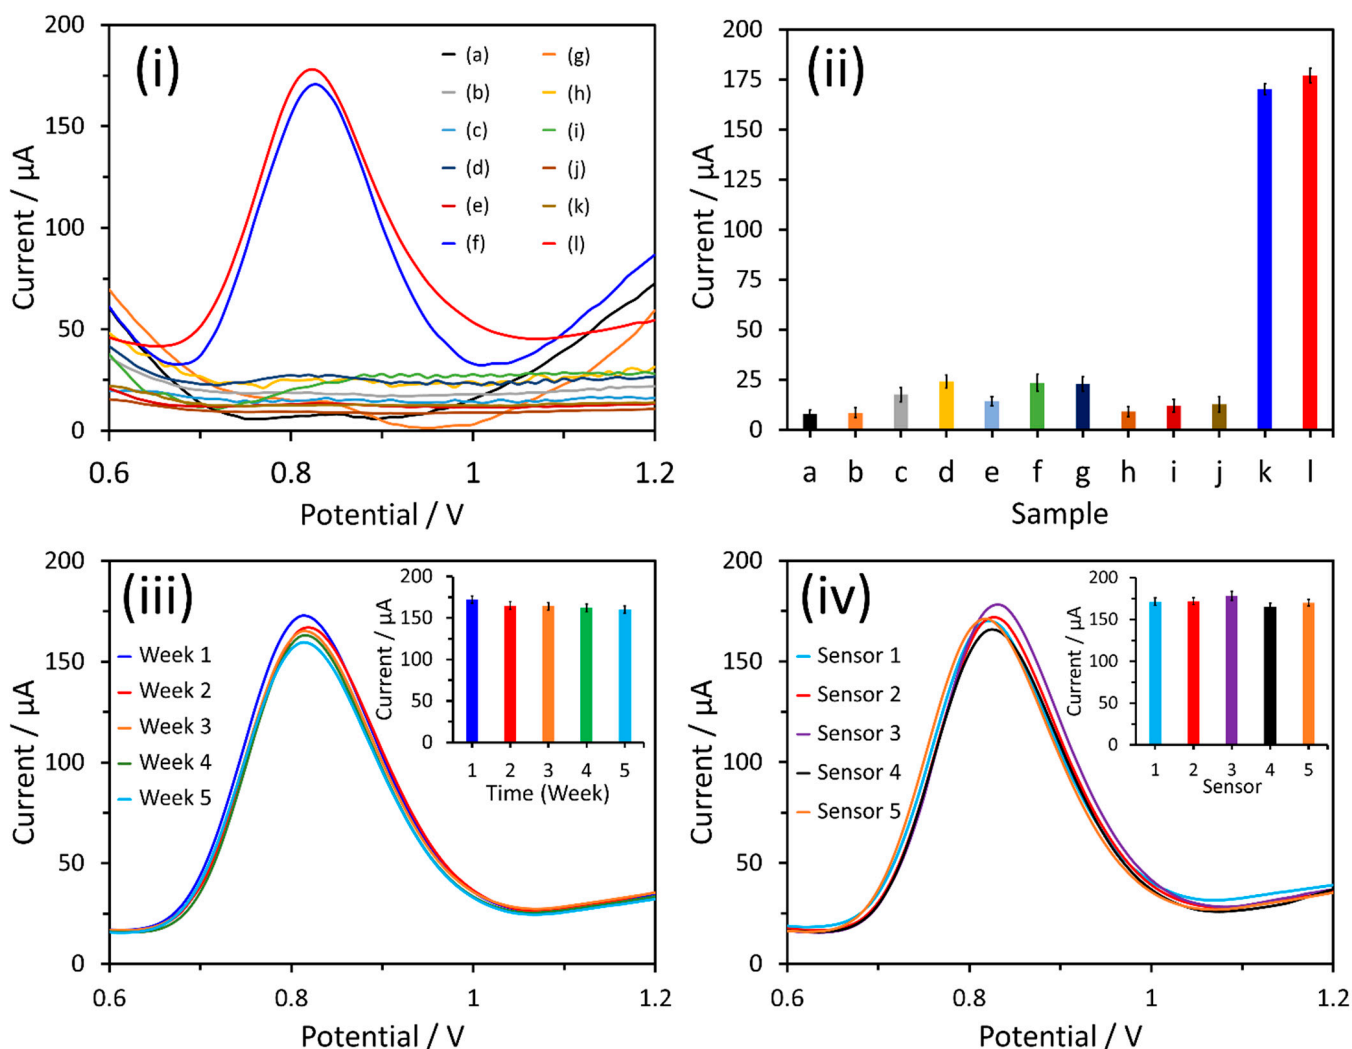 (i)
Current / µA
200
150
100
50
0
0.6
0.8
1
1.2
Potential / V
(a)
(b)
(c)
(d)
(e)
(f)
(g)
(h)
(i)
(j)
(k)
(l)
(ii)
Current / µA
200
175
150
125
100
75
50
25
0
a b c d e f g h i j k l
Sample
(iii)
Current / µA
200
150
100
50
0
0.6
0.8
1
1.2
Potential / V
Week 1
Week 2
Week 3
Week 4
Week 5
Current / µA
200
150
100
50
0
1 2 3 4 5
Time (Week)
(iv)
Current / µA
200
150
100
50
0
0.6
0.8
1
1.2
Potential / V
Sensor 1
Sensor 2
Sensor 3
Sensor 4
Sensor 5
Current / µA
200
150
100
50
0
1 2 3 4 5
Sensor